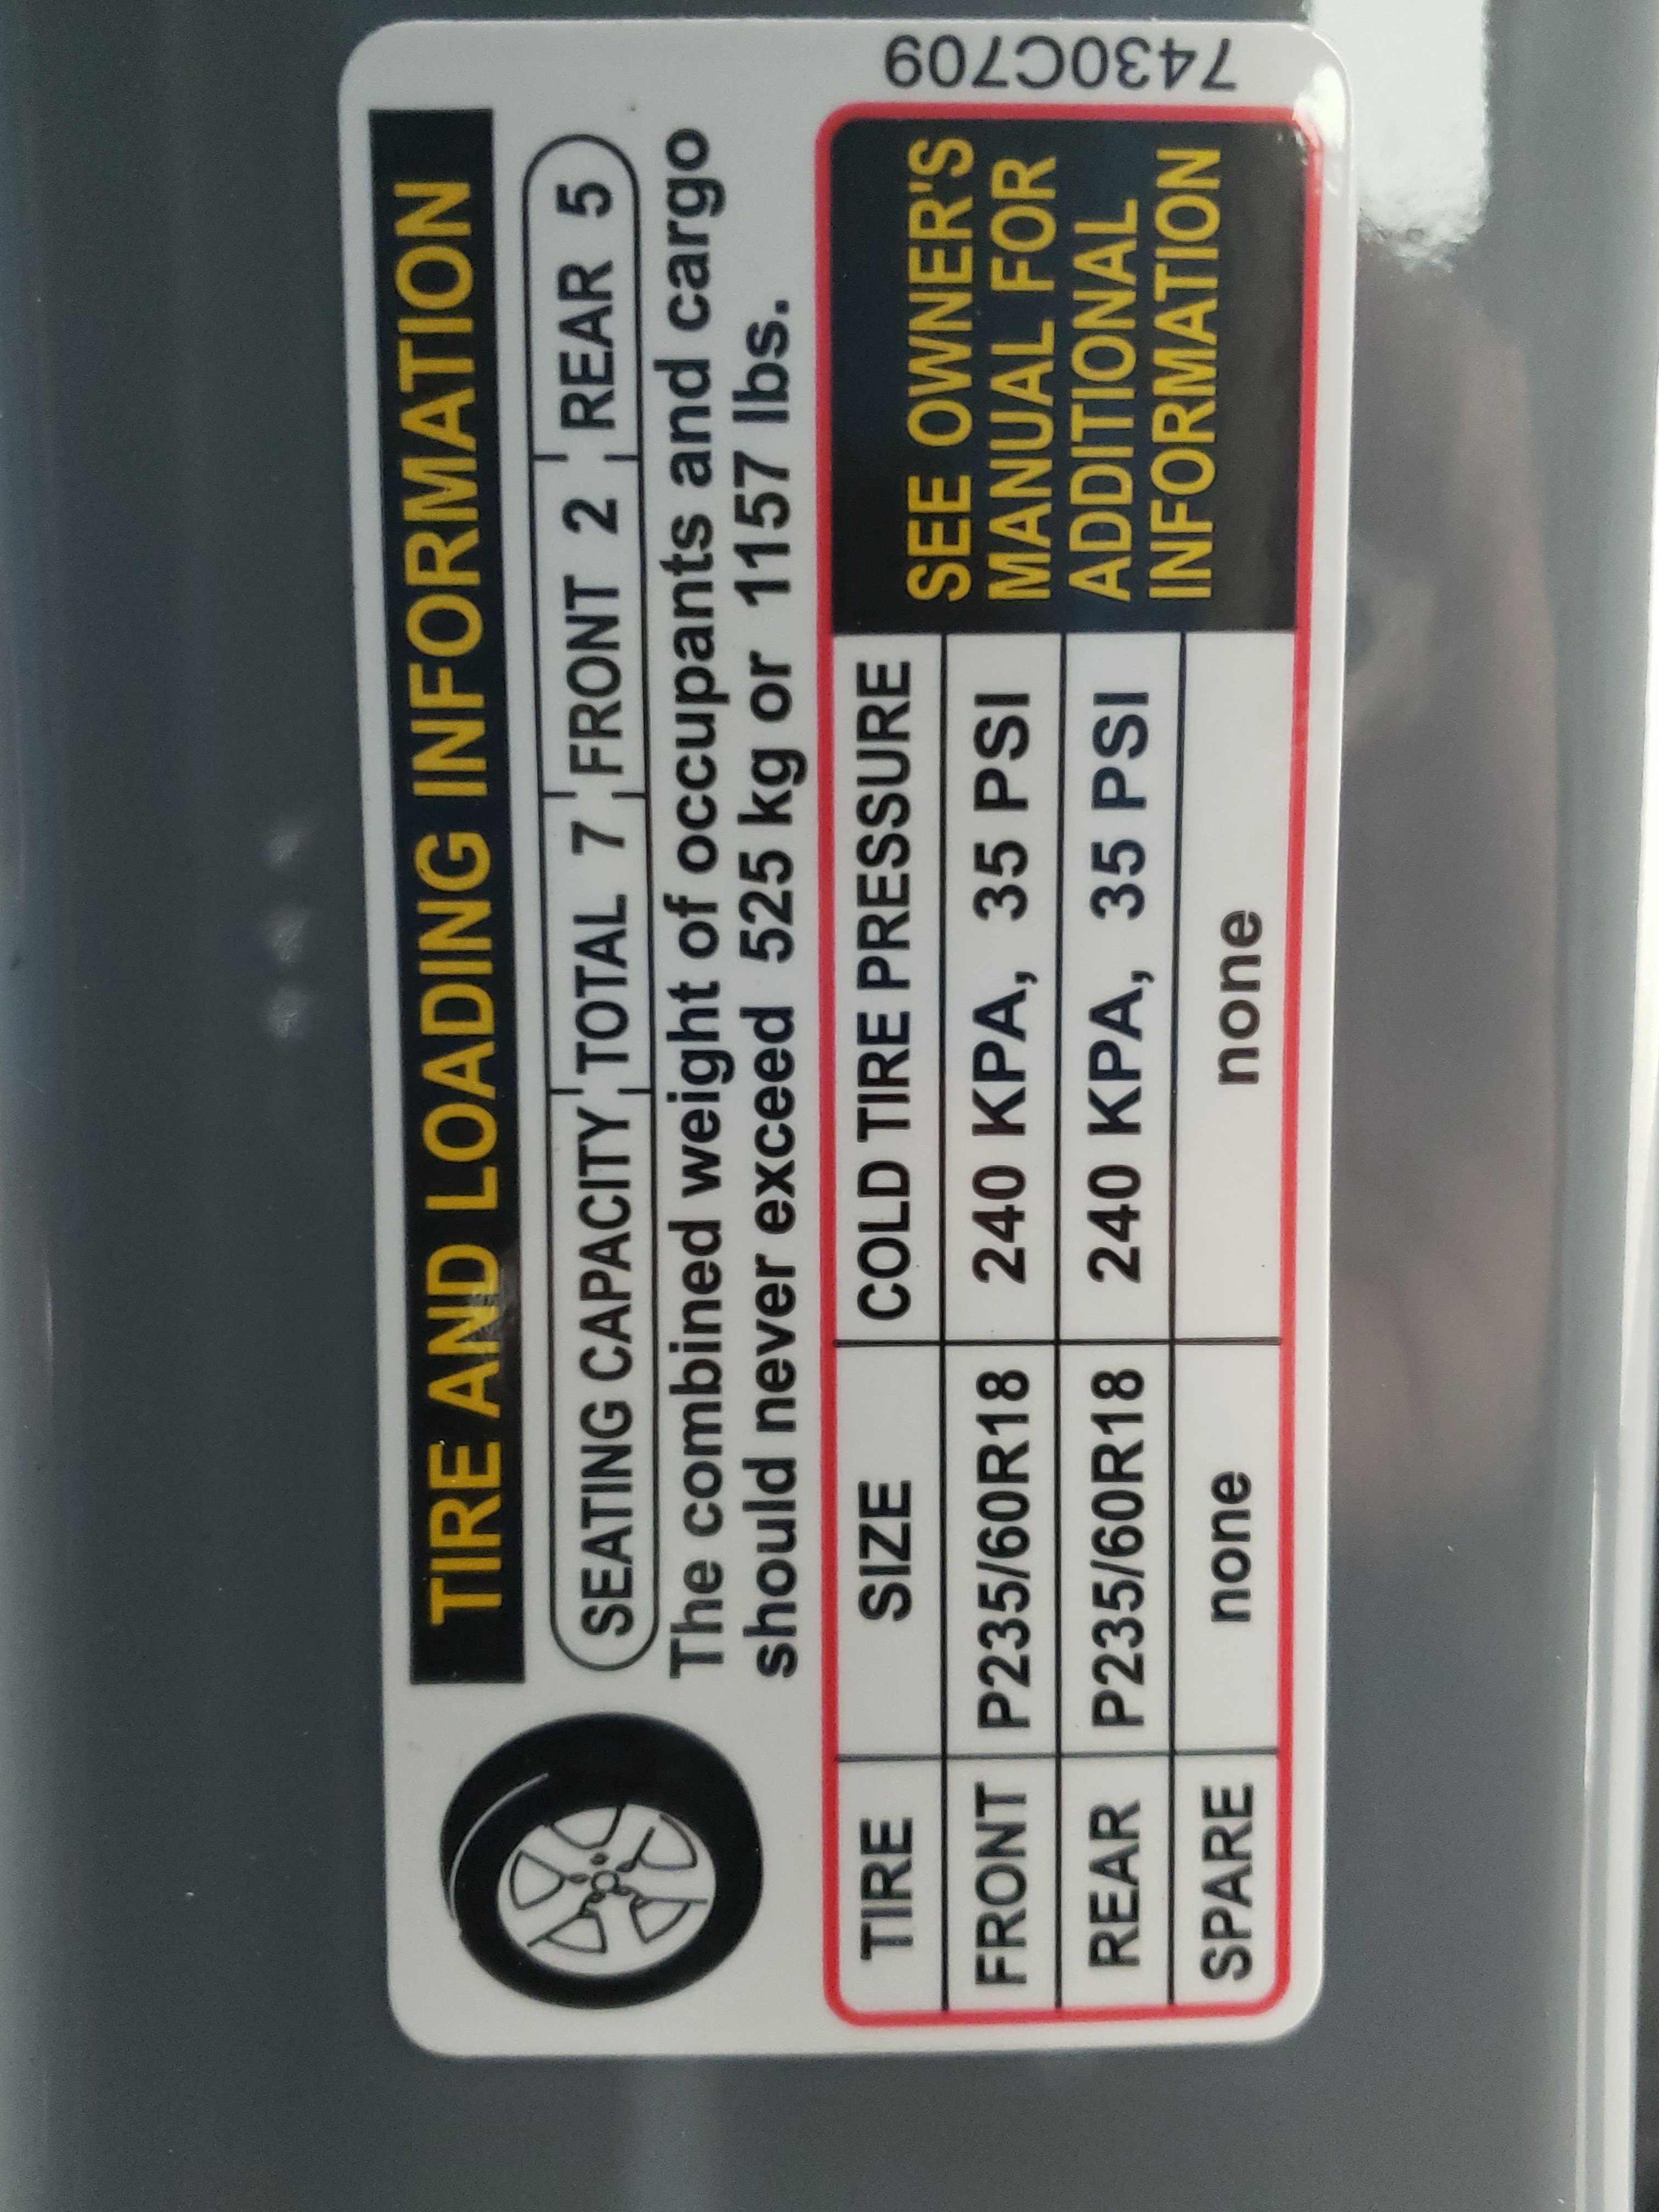 TIRE AND LOADING INFORMATION
SEATING CAPACITY TOTAL 7 FRONT 2 REAR 5
The combined weight of occupants and cargo
should never exceed 525 kg or 1157 lbs.
TIRE SIZE COLD TIRE PRESSURE
FRONT P235/60R18 240 KPA, 35 PSI
REAR P235/60R18 240 KPA, 35 PSI
SPARE none none
SEE OWNER'S
MANUAL FOR
ADDITIONAL
INFORMATION
7430C709